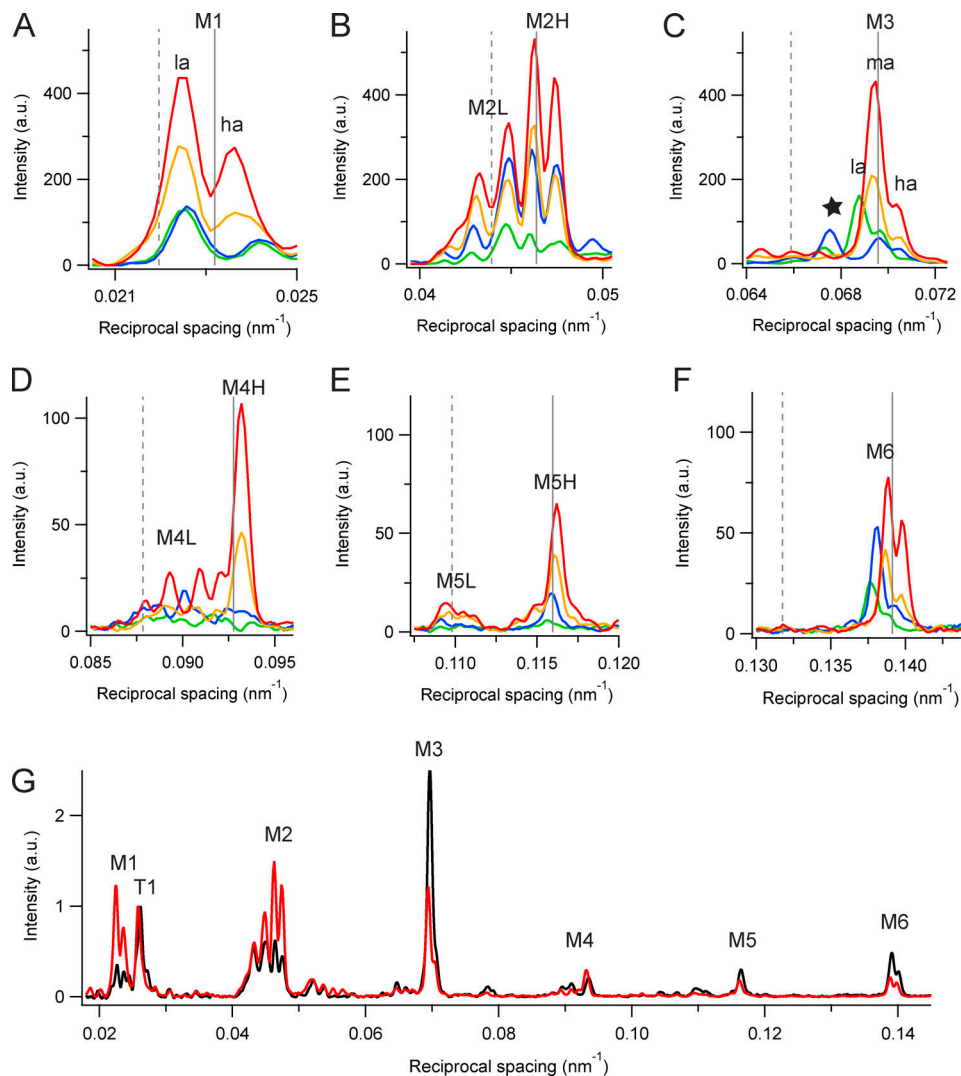 A
M1
la
ha
Intensity (a.u.)
400
200
0
0.021
0.025
Reciprocal spacing (nm⁻¹)
B
M2H
M2L
Intensity (a.u.)
400
200
0
0.04
0.05
Reciprocal spacing (nm⁻¹)
C
M3
ma
la
ha
Intensity (a.u.)
400
200
0
0.064
0.068
0.072
Reciprocal spacing (nm⁻¹)
D
M4H
M4L
Intensity (a.u.)
100
50
0
0.085
0.090
0.095
Reciprocal spacing (nm⁻¹)
E
M5H
M5L
Intensity (a.u.)
100
50
0
0.110
0.115
0.120
Reciprocal spacing (nm⁻¹)
F
M6
Intensity (a.u.)
100
50
0
0.130
0.135
0.140
Reciprocal spacing (nm⁻¹)
G
M3
M1
T1
M2
M4
M5
M6
Intensity (a.u.)
2
1
0
0.02
0.04
0.06
0.08
0.10
0.12
0.14
Reciprocal spacing (nm⁻¹)